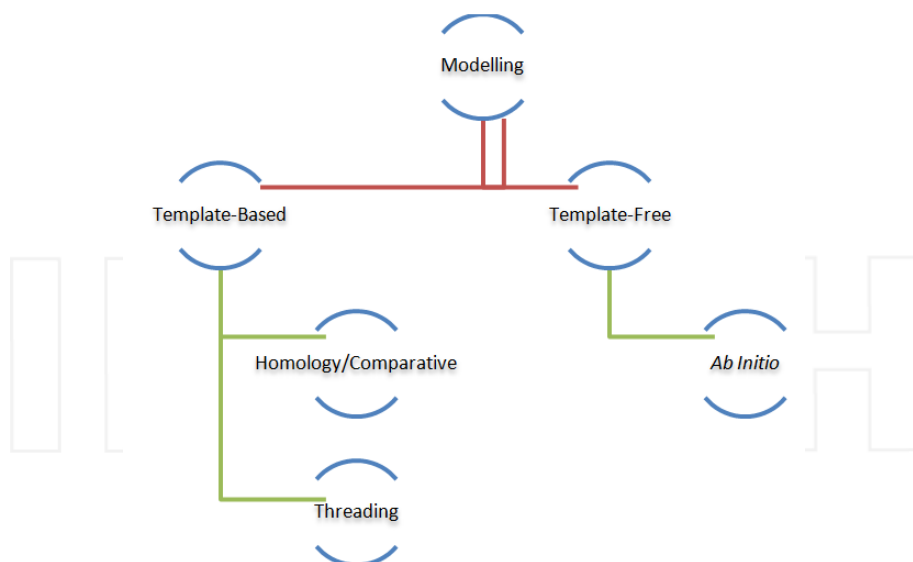 Modelling
Template-Based
Template-Free
Homology/Comparative
Ab Initio
Threading